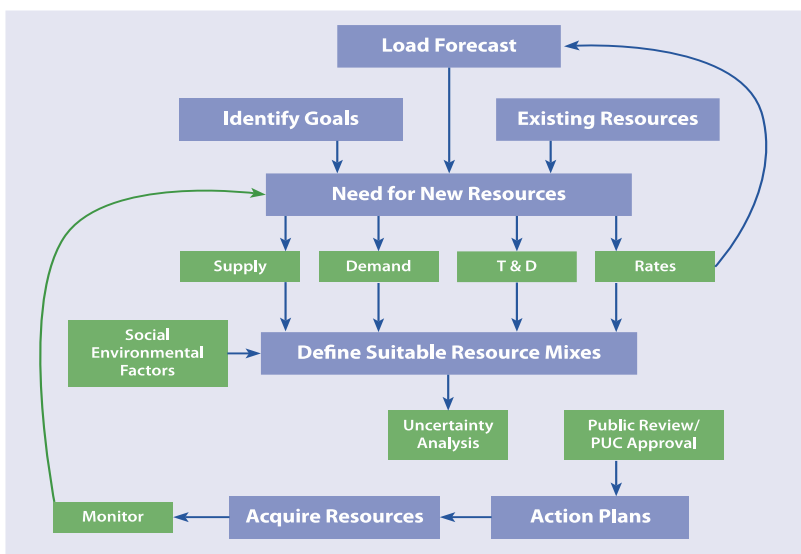 Load Forecast
Identify Goals
Existing Resources
Need for New Resources
Supply
Demand
T & D
Rates
Social
Environmental
Factors
Define Suitable Resource Mixes
Uncertainty
Analysis
Public Review/
PUC Approval
Monitor
Acquire Resources
Action Plans